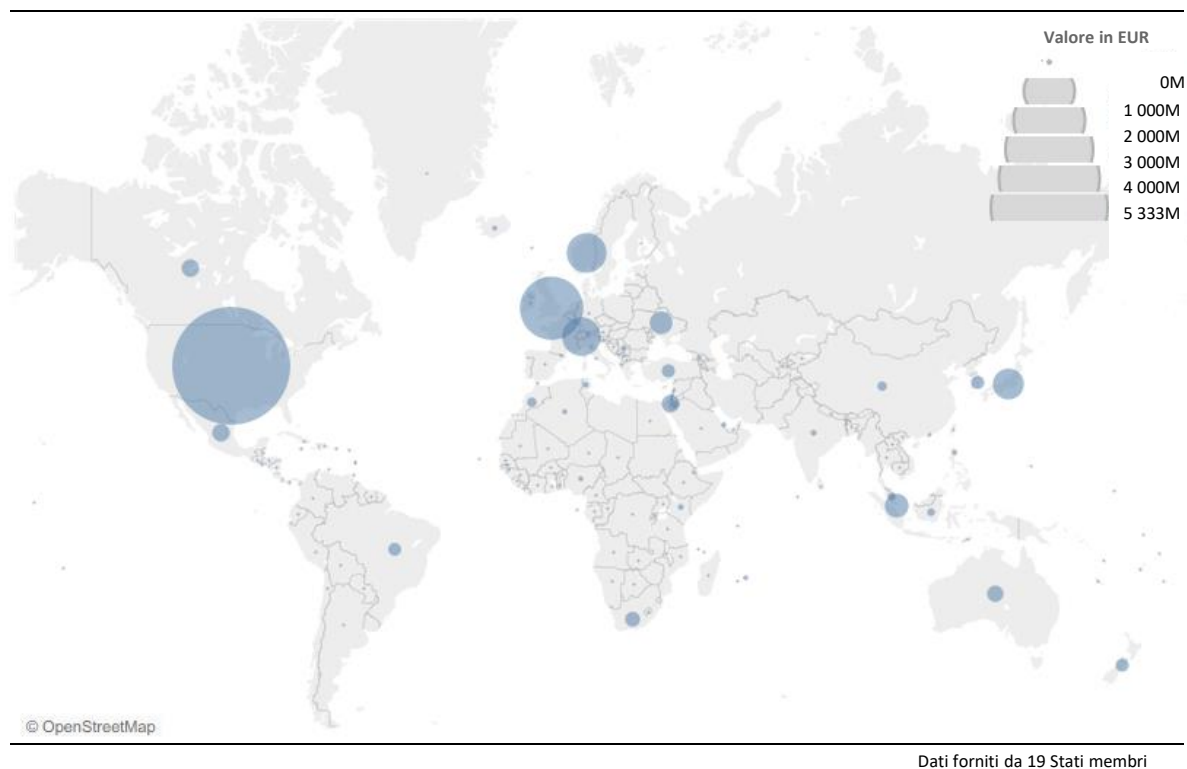 Valore in EUR
0M
1 000M
2 000M
3 000M
4 000M
5 333M
© OpenStreetMap
Dati forniti da 19 Stati membri